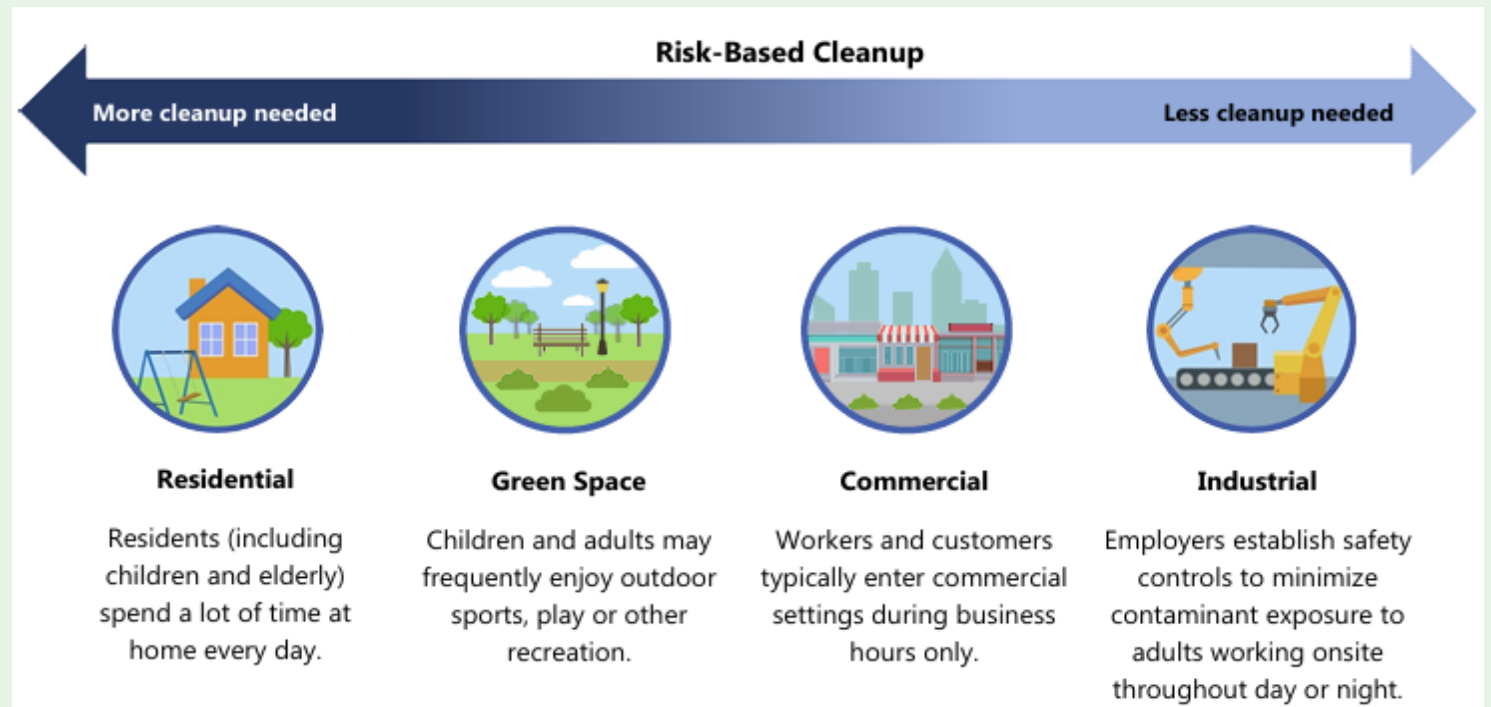 Risk-Based Cleanup
More cleanup needed
Less cleanup needed
Residential
Residents (including
children and elderly)
spend a lot of time at
home every day.
Green Space
Children and adults may
frequently enjoy outdoor
sports, play or other
recreation.
Commercial
Workers and customers
typically enter commercial
settings during business
hours only.
Industrial
Employers establish safety
controls to minimize
contaminant exposure to
adults working onsite
throughout day or night.